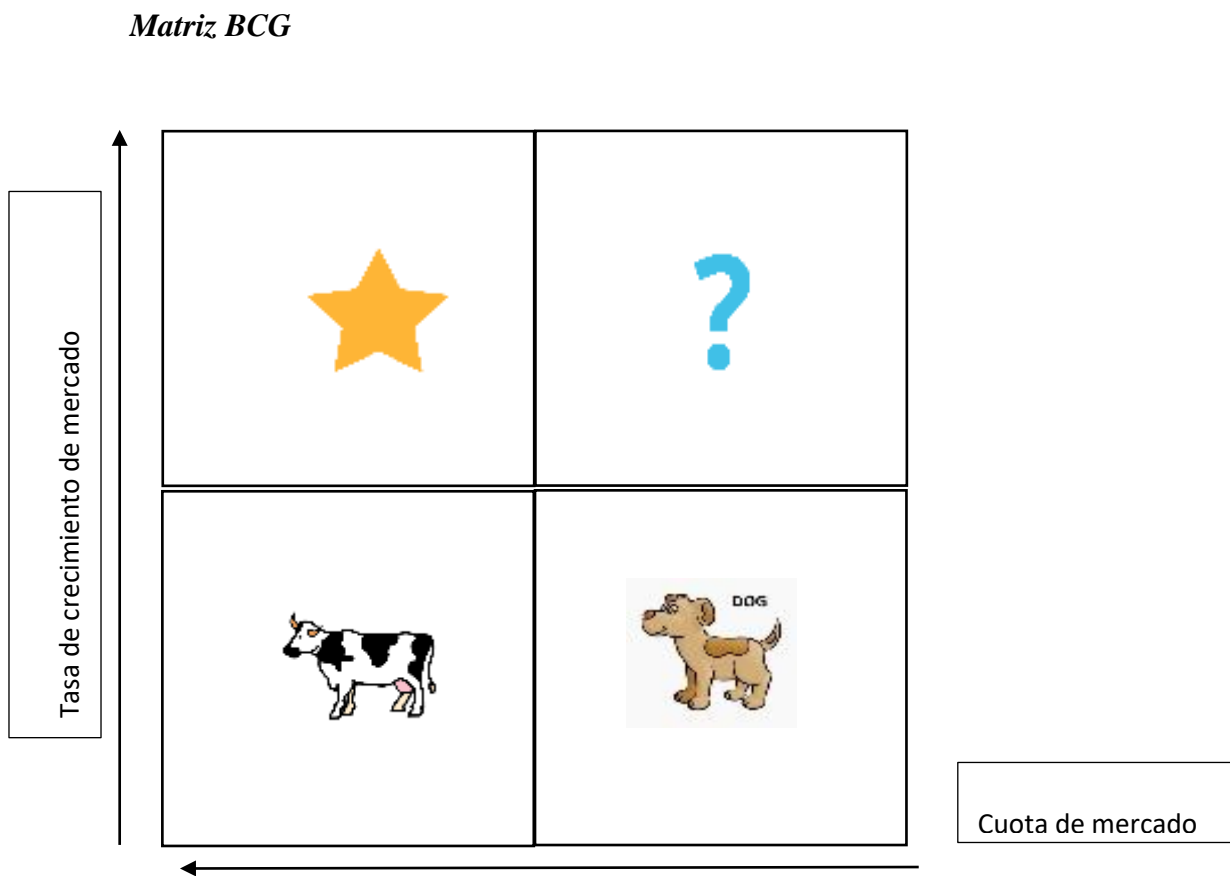 Matriz BCG
Tasa de crecimiento de mercado
?
DOG
Cuota de mercado